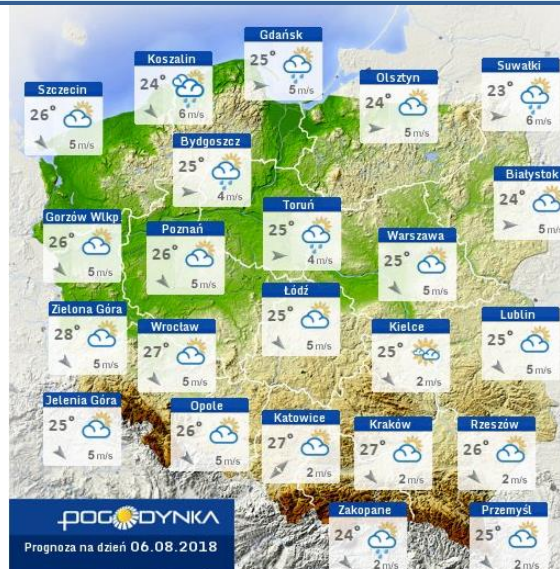 Gdańsk
25°
5 m/s
Koszalin
24°
6 m/s
Suwałki
23°
6 m/s
Olsztyn
24°
5 m/s
Szczecin
26°
5 m/s
Bydgoszcz
25°
4 m/s
Białystok
24°
5 m/s
Toruń
25°
4 m/s
Gorzów Wlkp
26°
5 m/s
Poznań
26°
5 m/s
Warszawa
25°
5 m/s
Łódź
25°
5 m/s
Zielona Góra
28°
5 m/s
Wrocław
27°
5 m/s
Kielce
25°
2 m/s
Lublin
25°
5 m/s
Jelenia Góra
25°
5 m/s
Opole
26°
5 m/s
Katowice
27°
2 m/s
Kraków
27°
2 m/s
Rzeszów
26°
2 m/s
Zakopane
24°
2 m/s
Przemyśl
25°
2 m/s
POGODYNKA
Prognoza na dzień 06.08.2018